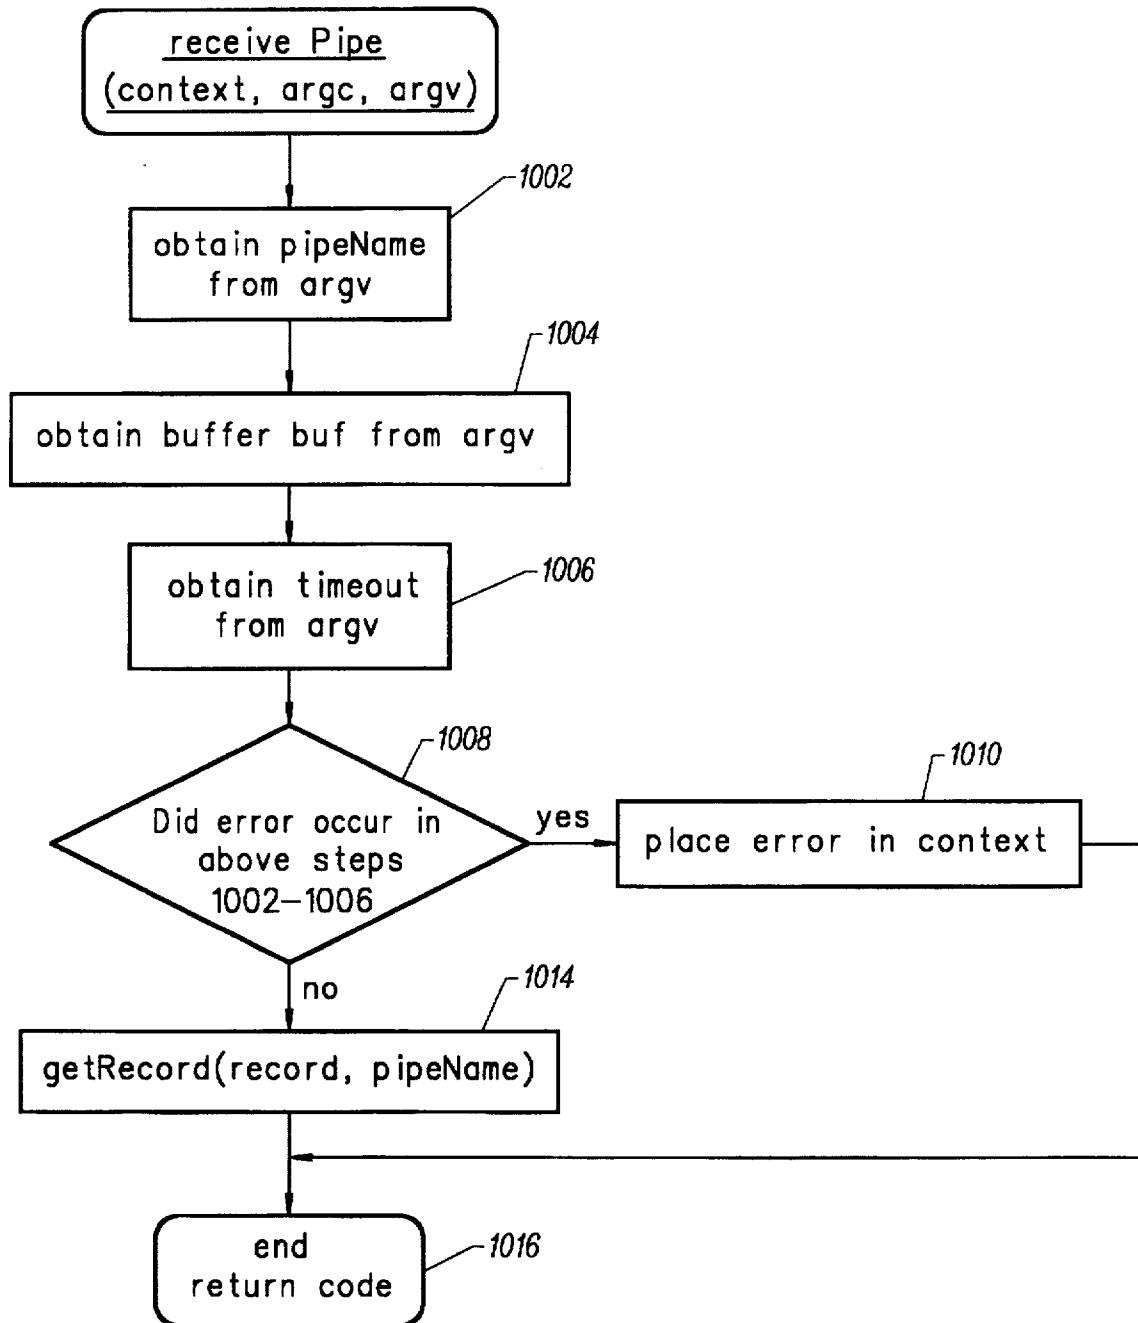 receive Pipe
(context, argc, argv)
1002
obtain pipeName
from argv
1004
obtain buffer buf from argv
1006
obtain timeout
from argv
1008
Did error occur in
above steps
1002-1006
yes
1010
place error in context
no
1014
getRecord(record, pipeName)
end
return code
1016